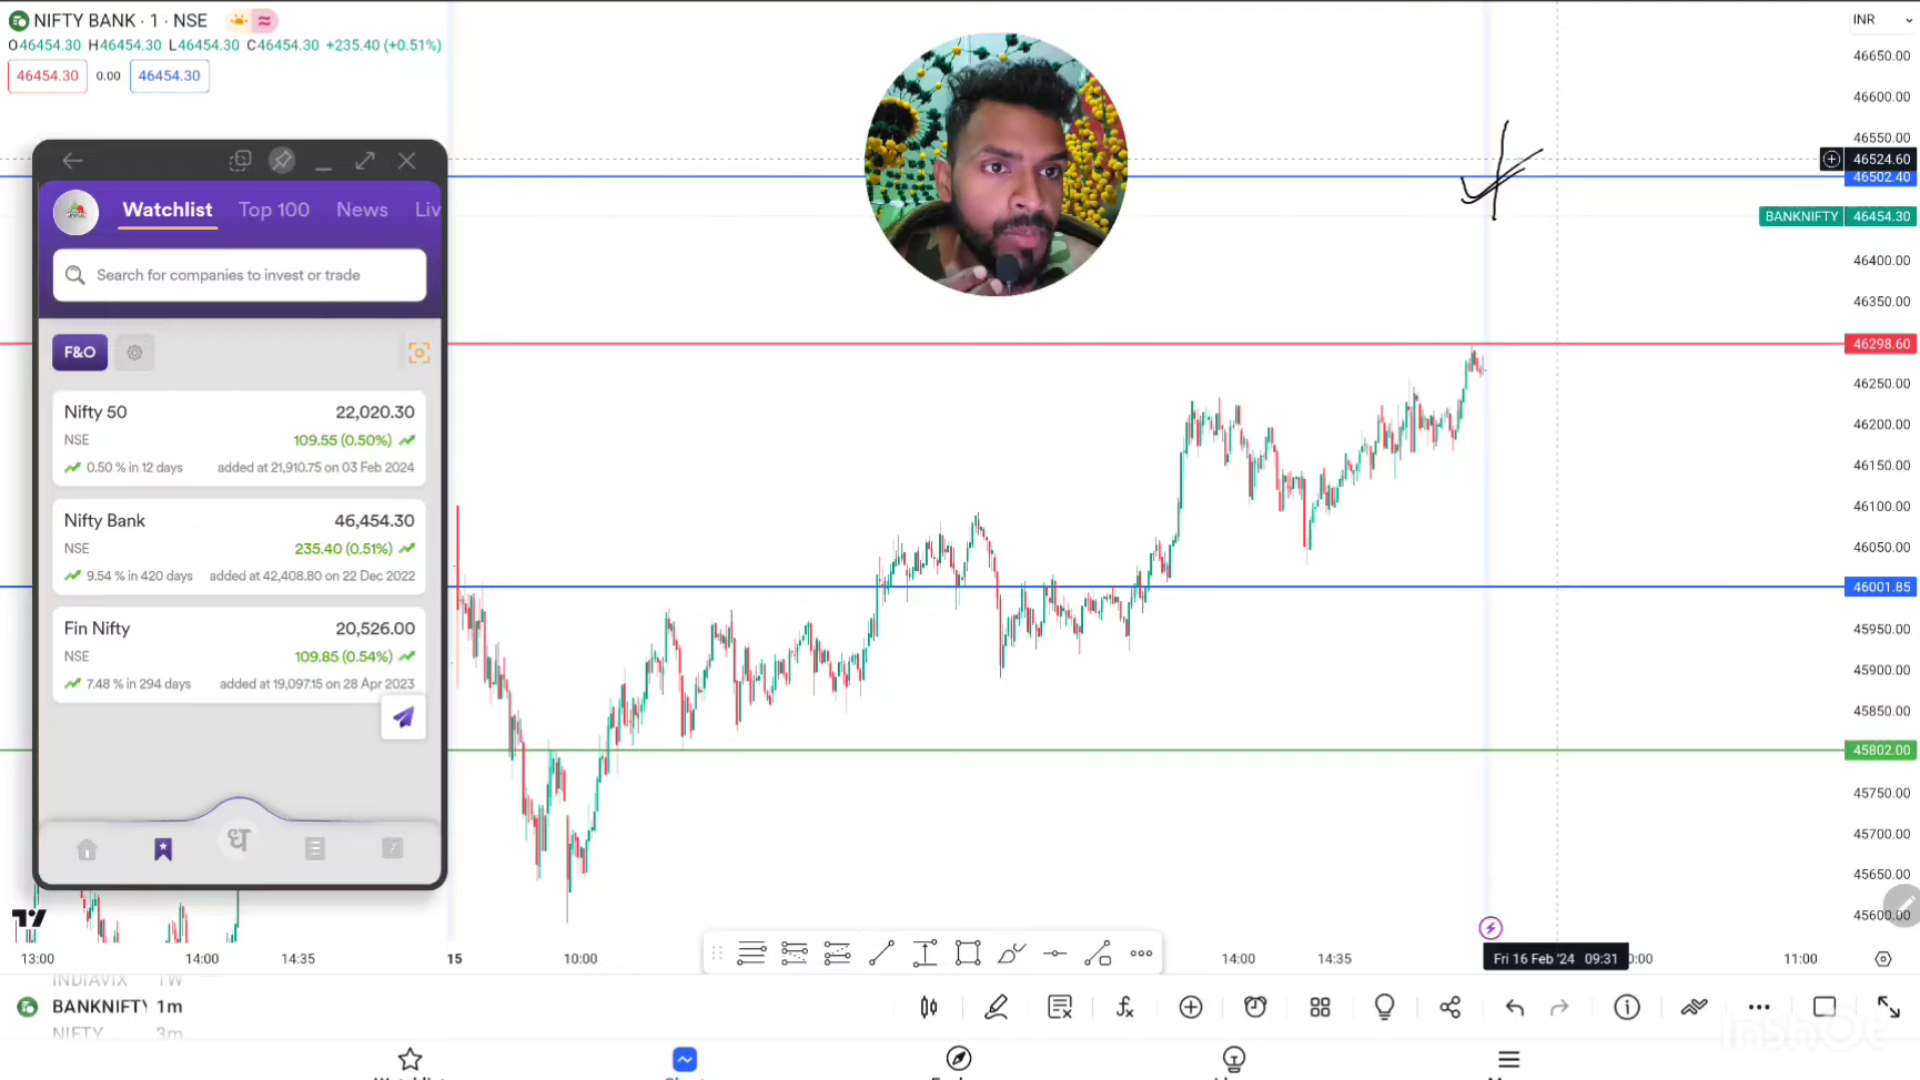 NIFTY BANK · 1 · NSE
O46454.30 H46454.30 L46454.30 C46454.30 +235.40 (+0.51%)
46454.30 0.00 46454.30
INR
46650.00
46600.00
46550.00
46524.60
46502.40
BANKNIFTY 46454.30
46400.00
46350.00
46298.60
46250.00
46200.00
46150.00
46100.00
46050.00
46001.85
45950.00
45900.00
45850.00
45802.00
45750.00
45700.00
45650.00
45600.00
Watchlist Top 100 News Liv
Search for companies to invest or trade
F&O
Nifty 50 22,020.30
NSE 109.55 (0.50%)
0.50 % in 12 days added at 21,910.75 on 03 Feb 2024
Nifty Bank 46,454.30
NSE 235.40 (0.51%)
9.54 % in 420 days added at 42,408.80 on 22 Dec 2022
Fin Nifty 20,526.00
NSE 109.85 (0.54%)
7.48 % in 294 days added at 19,097.15 on 28 Apr 2023
ध
13:00 14:00 14:35 15 10:00 14:00 14:35 Fri 16 Feb '24 09:31 0:00 11:00
INDIAVIX 1W
BANKNIFTY 1m
NIFTY 3m
InShOt